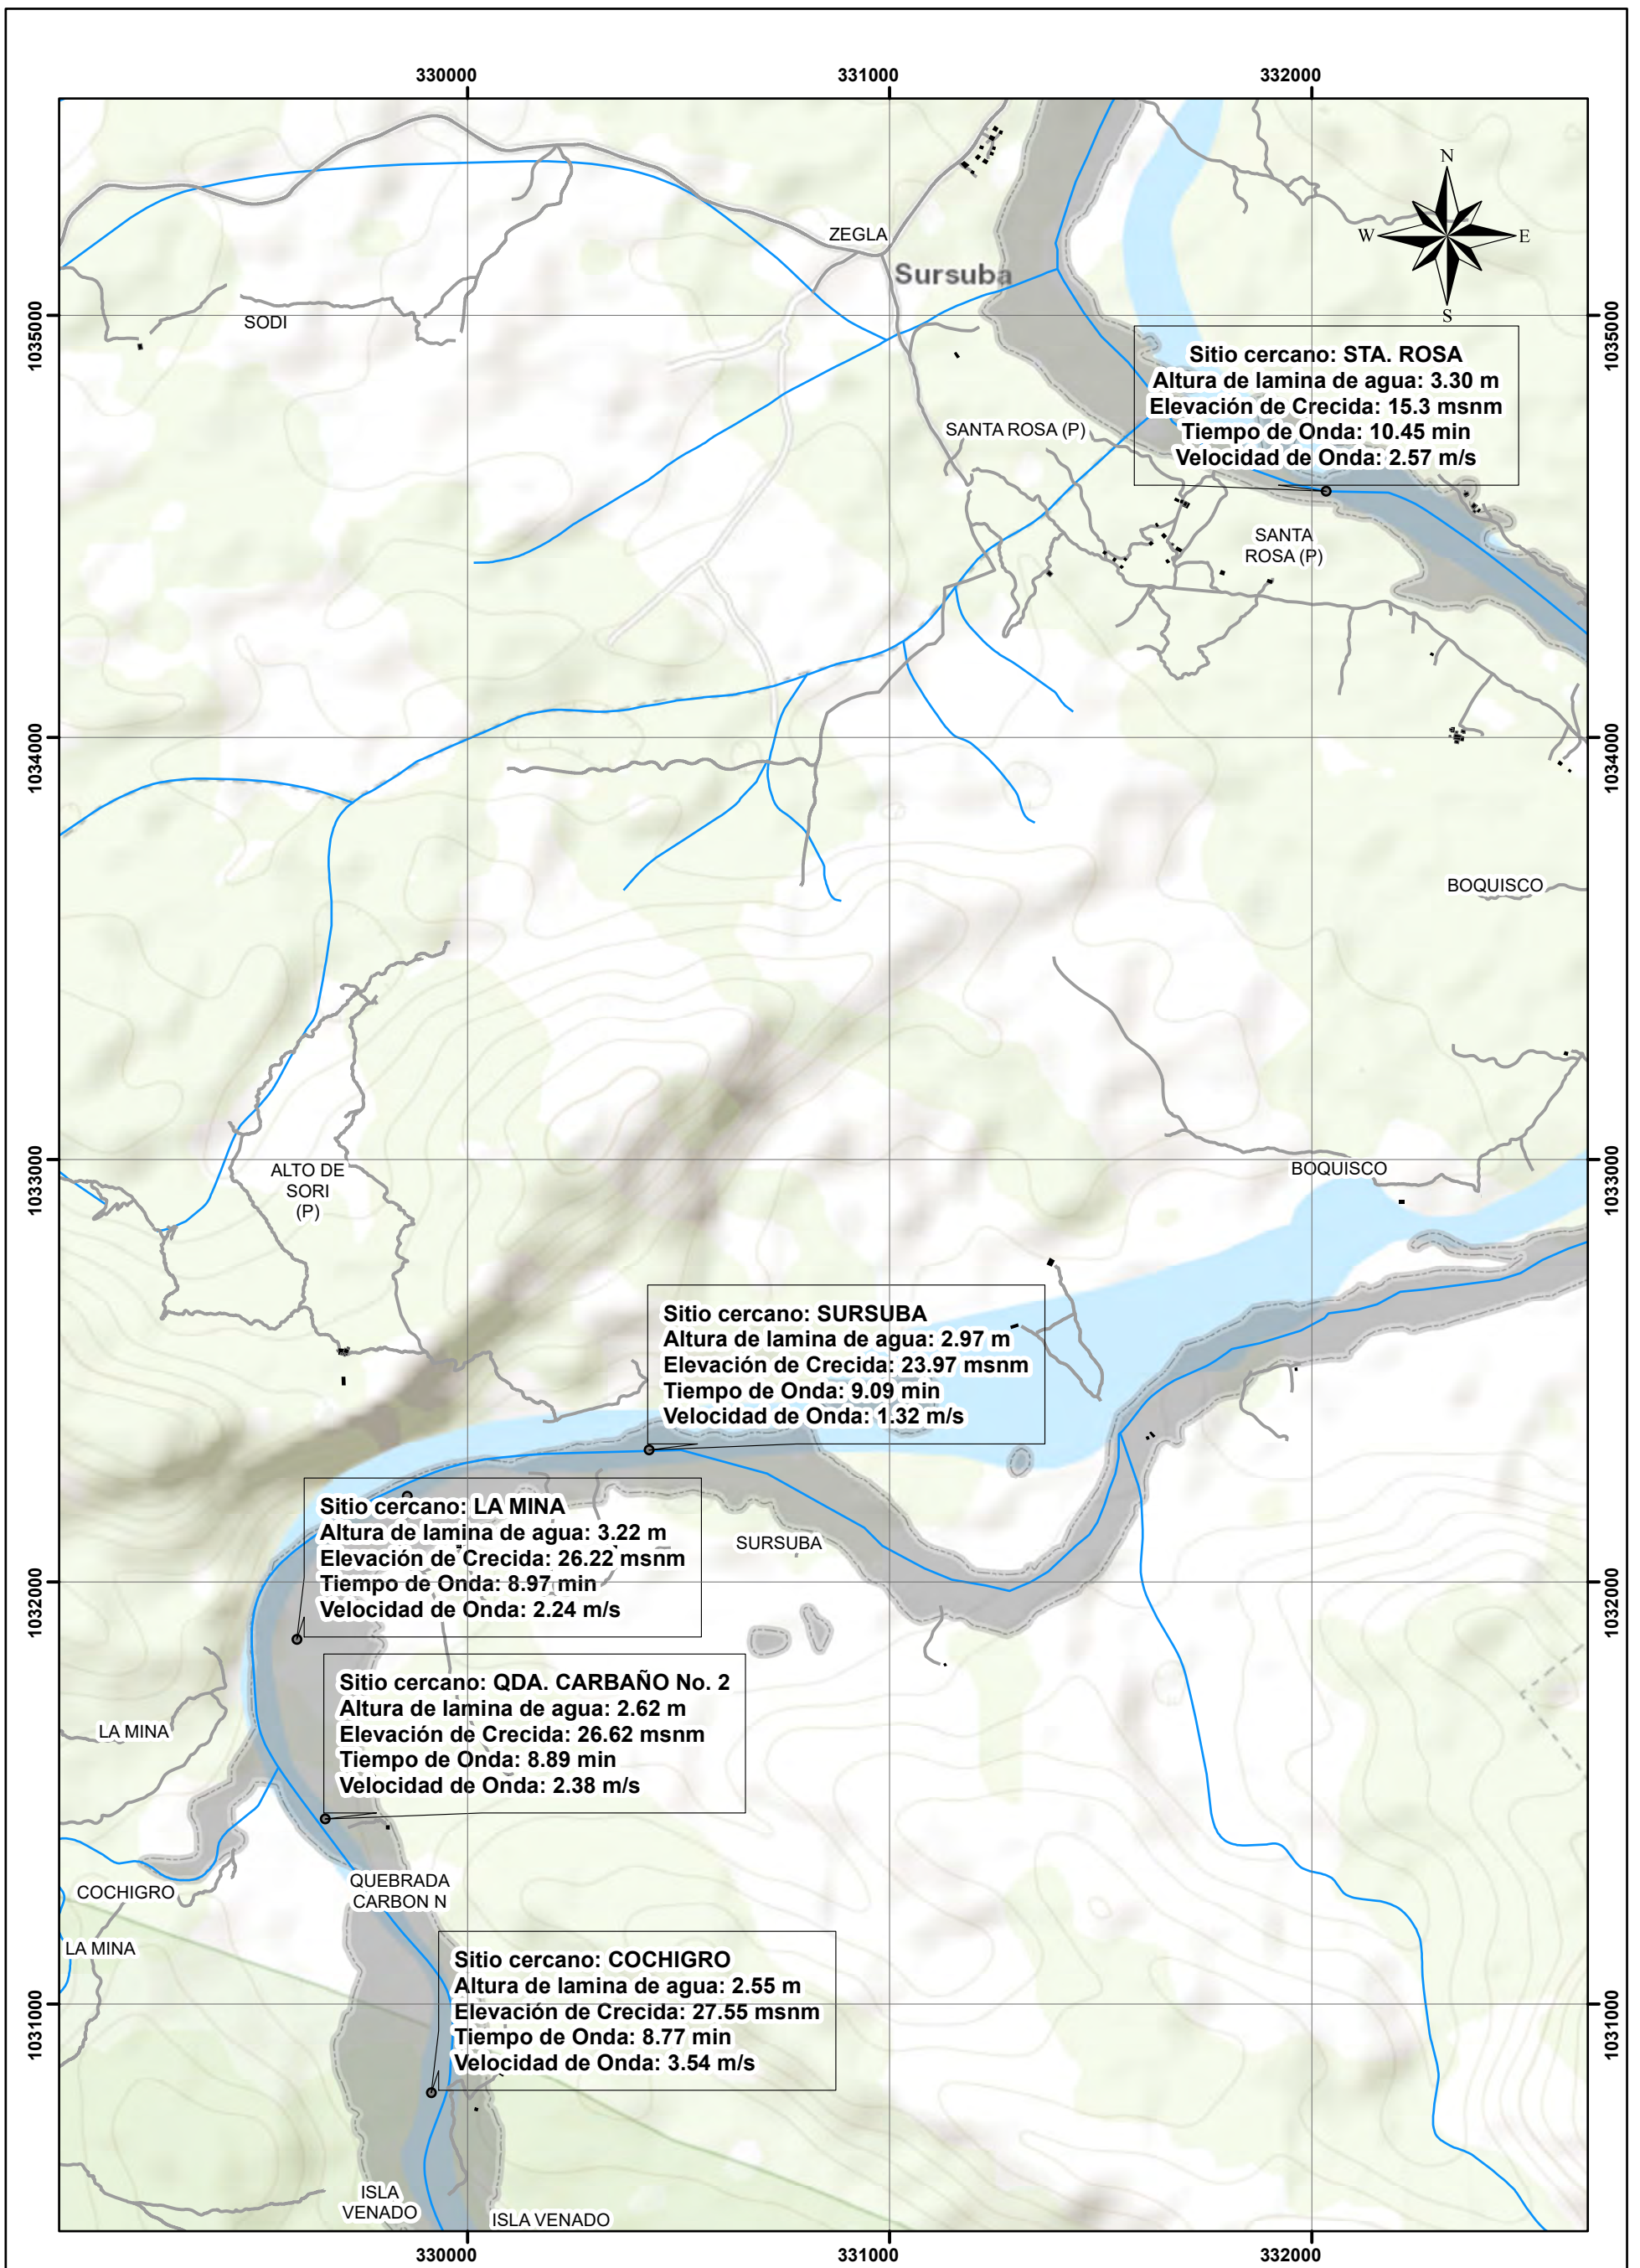 330000
331000
332000
N
W
E
S
ZEGLA
Sursuba
SODI
1035000
1035000
Sitio cercano: STA. ROSA
Altura de lamina de agua: 3.30 m
Elevación de Crecida: 15.3 msnm
Tiempo de Onda: 10.45 min
Velocidad de Onda: 2.57 m/s
SANTA ROSA (P)
SANTA
ROSA (P)
1034000
1034000
BOQUISCO
1033000
1033000
ALTO DE
SORI
(P)
BOQUISCO
Sitio cercano: SURSUBA
Altura de lamina de agua: 2.97 m
Elevación de Crecida: 23.97 msnm
Tiempo de Onda: 9.09 min
Velocidad de Onda: 1.32 m/s
Sitio cercano: LA MINA
Altura de lamina de agua: 3.22 m
Elevación de Crecida: 26.22 msnm
Tiempo de Onda: 8.97 min
Velocidad de Onda: 2.24 m/s
SURSUBA
1032000
1032000
Sitio cercano: QDA. CARBAÑO No. 2
Altura de lamina de agua: 2.62 m
Elevación de Crecida: 26.62 msnm
Tiempo de Onda: 8.89 min
Velocidad de Onda: 2.38 m/s
LA MINA
QUEBRADA
CARBON N
COCHIGRO
LA MINA
Sitio cercano: COCHIGRO
Altura de lamina de agua: 2.55 m
Elevación de Crecida: 27.55 msnm
Tiempo de Onda: 8.77 min
Velocidad de Onda: 3.54 m/s
1031000
1031000
ISLA
VENADO
ISLA VENADO
330000
331000
332000